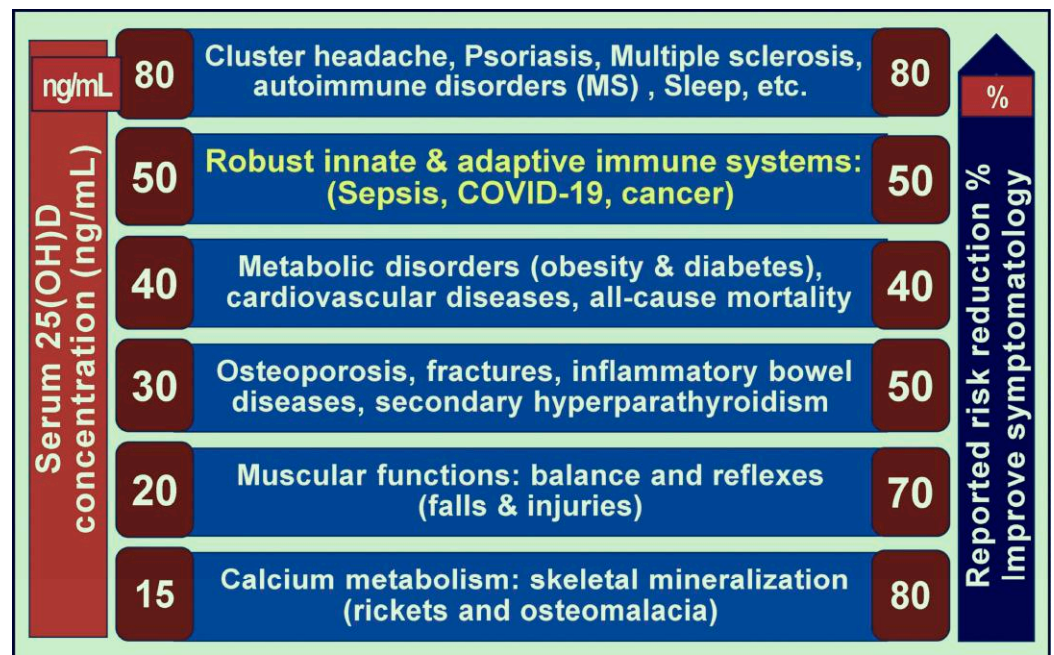 ng/mL
Serum 25(OH)D
concentration (ng/mL)
80
Cluster headache, Psoriasis, Multiple sclerosis,
autoimmune disorders (MS) , Sleep, etc.
80
50
Robust innate & adaptive immune systems:
(Sepsis, COVID-19, cancer)
50
40
Metabolic disorders (obesity & diabetes),
cardiovascular diseases, all-cause mortality
40
30
Osteoporosis, fractures, inflammatory bowel
diseases, secondary hyperparathyroidism
50
20
Muscular functions: balance and reflexes
(falls & injuries)
70
15
Calcium metabolism: skeletal mineralization
(rickets and osteomalacia)
80
%
Reported risk reduction %
Improve symptomatology